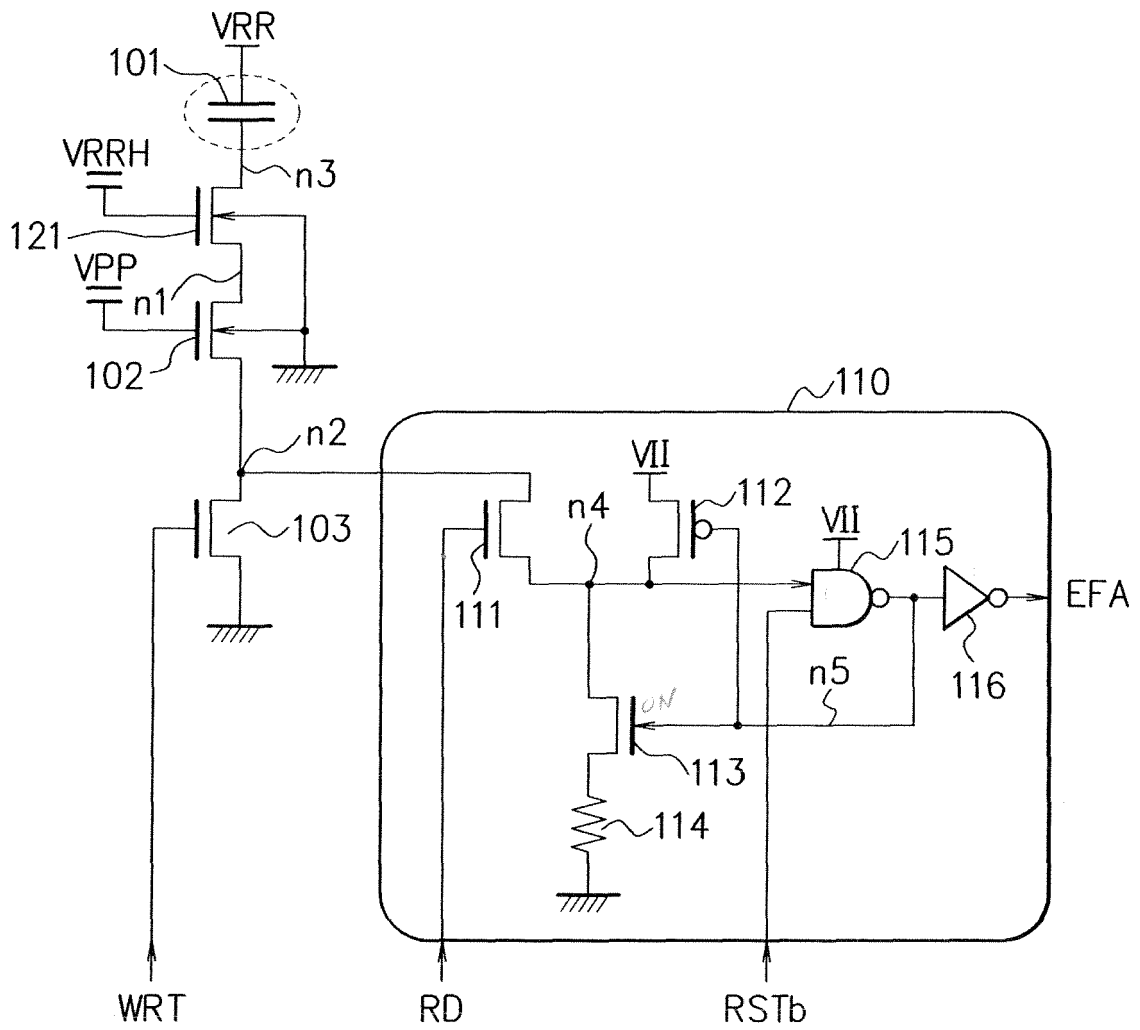 VRR
101
VRRH
n3
121
VPP
n1
102
110
n2
VII
112
n4
VII
103
115
111
EFA
n5
116
ON
113
114
WRT
RD
RSTb